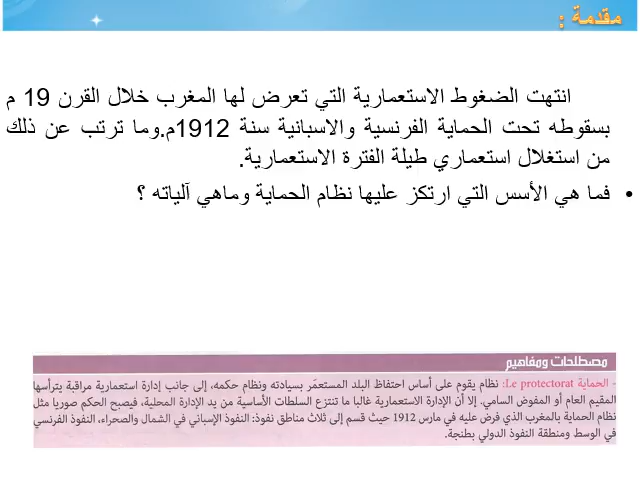 مقدمة :
انتهت الضغوط الاستعمارية التي تعرض لها المغرب خلال القرن 19 م
بسقوطه تحت الحماية الفرنسية والاسبانية سنة 1912م.وما ترتب عن ذلك
من استغلال استعماري طيلة الفترة الاستعمارية.
• فما هي الأسس التي ارتكز عليها نظام الحماية وماهي آلياته ؟
مصطلحات ومفاهيم
- الحماية Le protectorat: نظام يقوم على أساس احتفاظ البلد المستعمَر بسيادته ونظام حكمه، إلى جانب إدارة استعمارية مراقبة يترأسها
المقيم العام أو المفوض السامي. إلا أن الإدارة الاستعمارية غالبا ما تنتزع السلطات الأساسية من يد الإدارة المحلية، فيصبح الحكم صوريا مثل
نظام الحماية بالمغرب الذي فرض عليه في مارس 1912 حيث قسم إلى ثلاث مناطق نفوذ: النفوذ الإسباني في الشمال والصحراء، النفوذ الفرنسي
في الوسط ومنطقة النفوذ الدولي بطنجة.